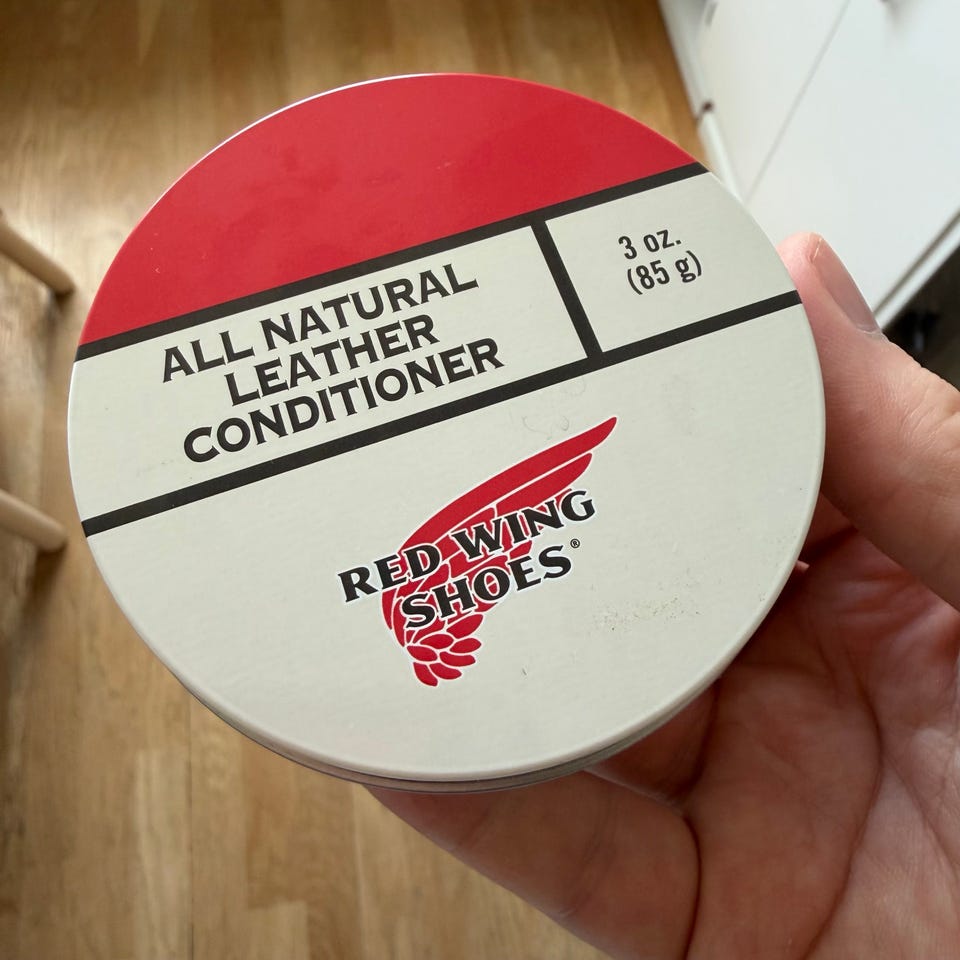 ALL NATURAL
LEATHER
CONDITIONER
3 oz.
(85 g)
RED WING
SHOES®